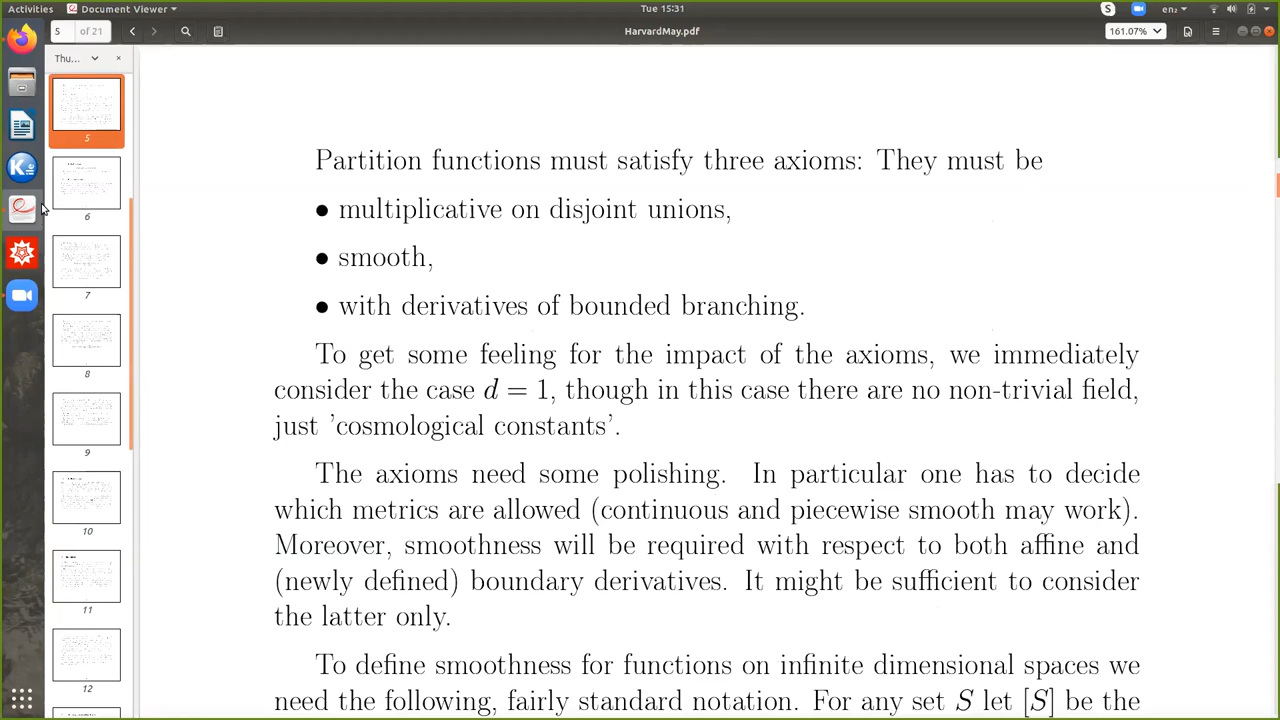 Activities
Document Viewer
Tue 15:31
en₂
5 of 21
HarvardMay.pdf
161.07%
Thu...
5
6
7
8
9
10
11
12
Partition functions must satisfy three axioms: They must be
• multiplicative on disjoint unions,
• smooth,
• with derivatives of bounded branching.
To get some feeling for the impact of the axioms, we immediately
consider the case d = 1, though in this case there are no non-trivial field,
just 'cosmological constants'.
The axioms need some polishing. In particular one has to decide
which metrics are allowed (continuous and piecewise smooth may work).
Moreover, smoothness will be required with respect to both affine and
(newly defined) boundary derivatives. It might be sufficient to consider
the latter only.
To define smoothness for functions on infinite dimensional spaces we
need the following, fairly standard notation. For any set S let [S] be the